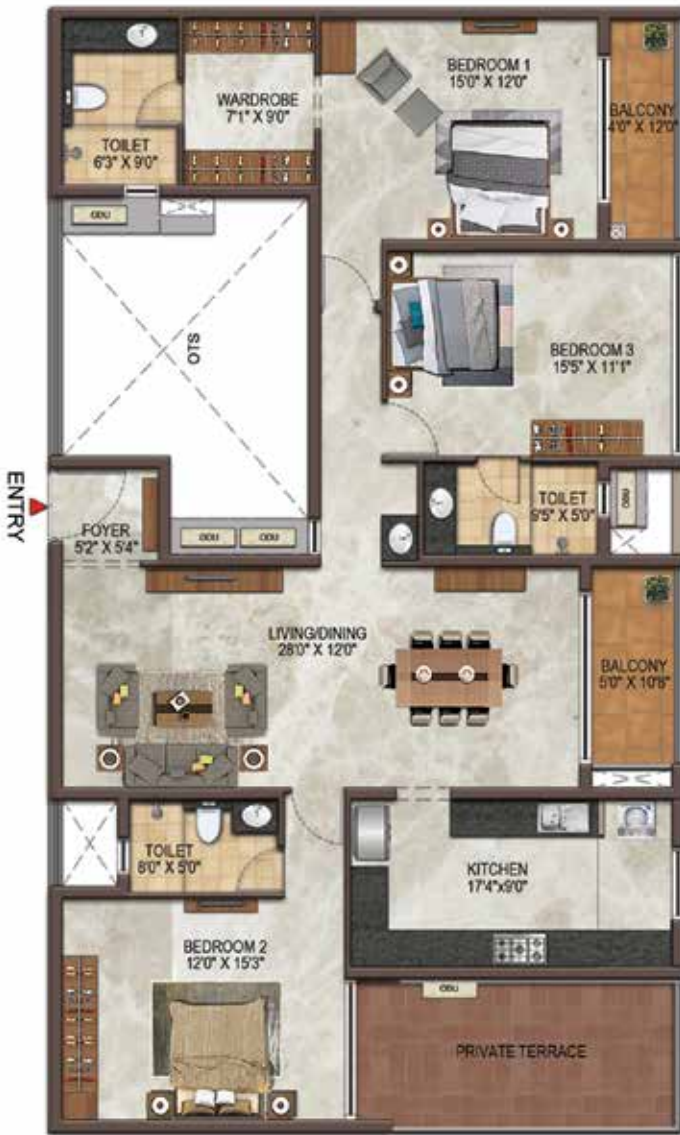 BEDROOM 1
15'0" X 12'0"
BALCONY
4'0" X 12'0"
WARDROBE
7'1" X 9'0"
TOILET
6'3" X 9'0"
ODU
OTS
BEDROOM 3
15'5" X 11'1"
TOILET
9'5" X 5'0"
ODU
ENTRY
FOYER
5'2" X 5'4"
ODU
ODU
LIVING/DINING
28'0" X 12'0"
BALCONY
5'0" X 10'8"
TOILET
8'0" X 5'0"
KITCHEN
17'4"x9'0"
BEDROOM 2
12'0" X 15'3"
ODU
PRIVATE TERRACE